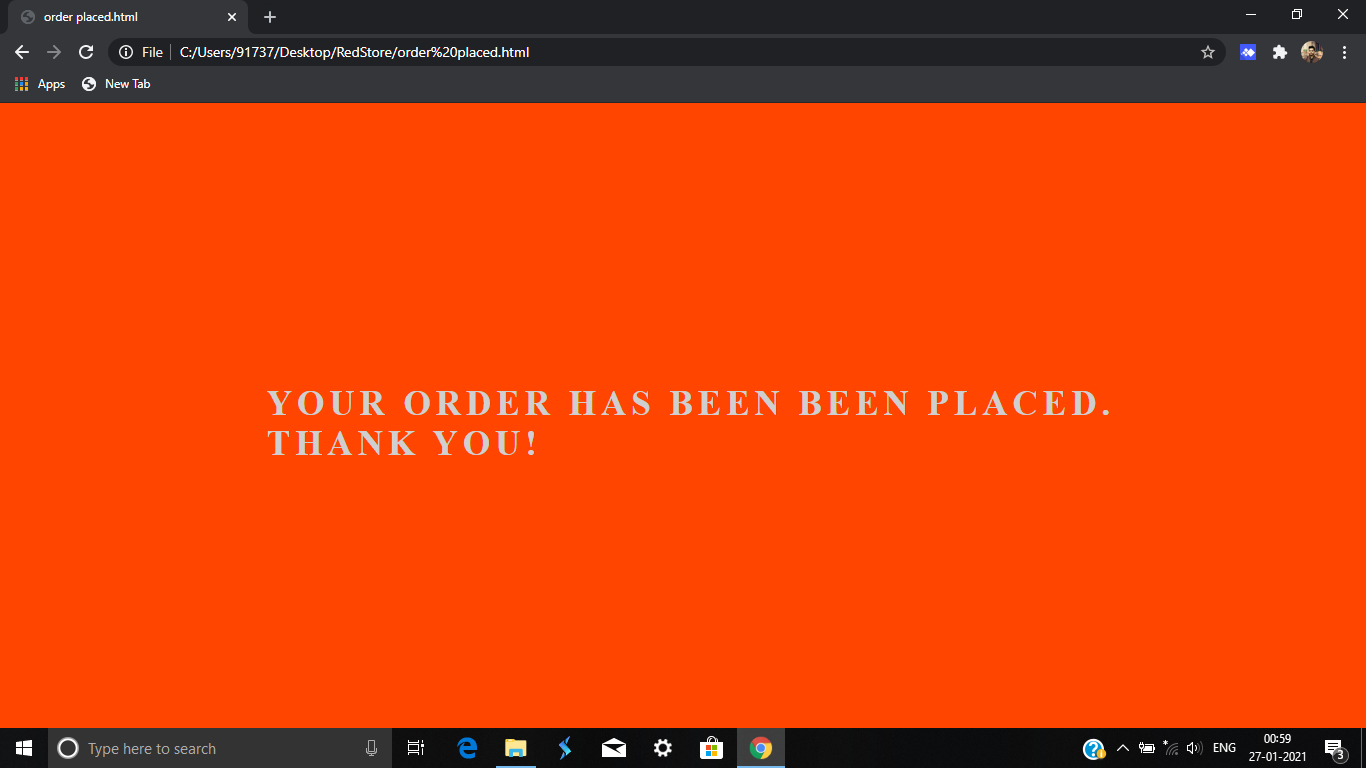 order placed.html
File
C:/Users/91737/Desktop/RedStore/order%20placed.html
Apps
New Tab
YOUR ORDER HAS BEEN BEEN PLACED.
THANK YOU!
Type here to search
ENG
00:59
27-01-2021
3